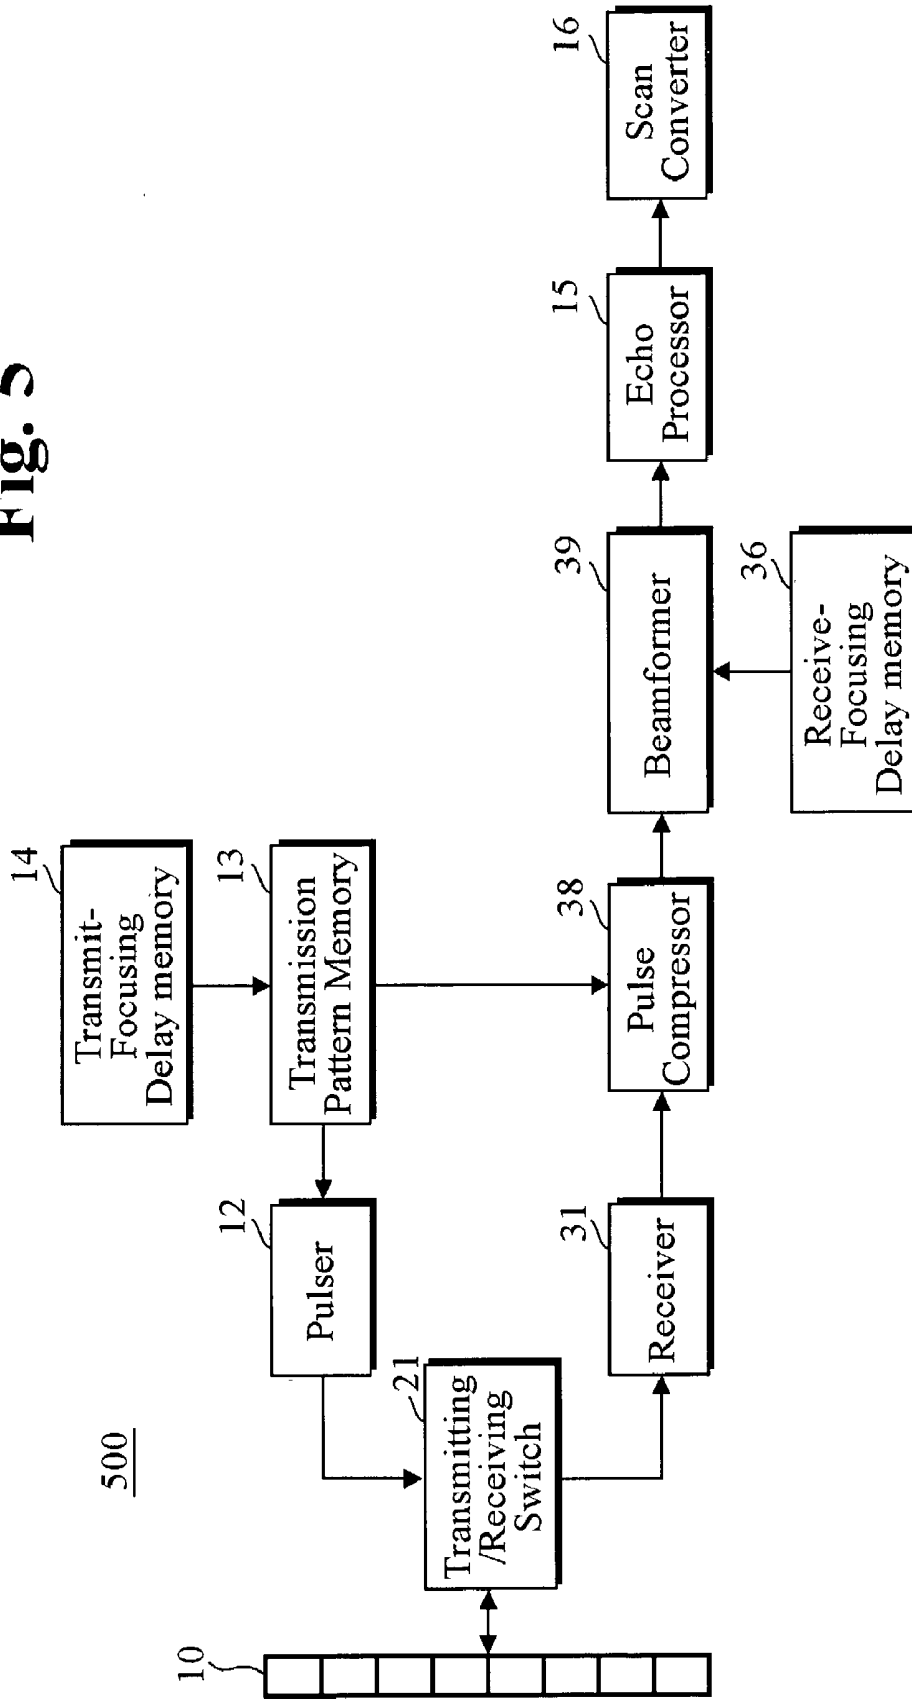 Fig. 5
500
10
Transmitting
/Receiving
Switch
21
Pulser
12
Transmission
Pattern Memory
13
Transmit-
Focusing
Delay memory
14
Receiver
31
Pulse
Compressor
38
Beamformer
39
Receive-
Focusing
Delay memory
36
Echo
Processor
15
Scan
Converter
16